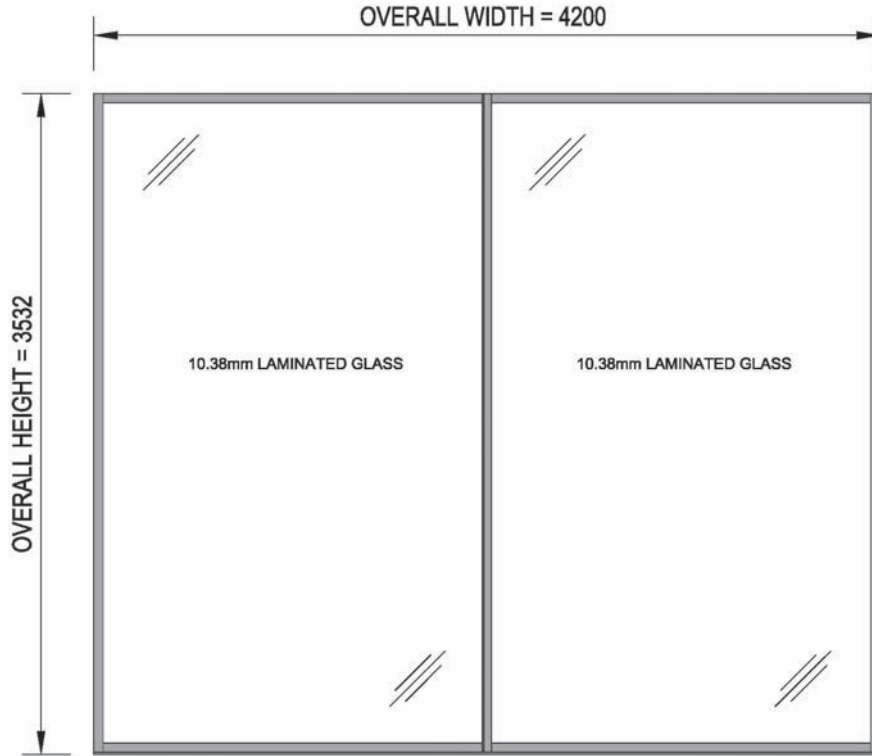 OVERALL WIDTH = 4200
OVERALL HEIGHT = 3532
10.38mm LAMINATED GLASS
10.38mm LAMINATED GLASS